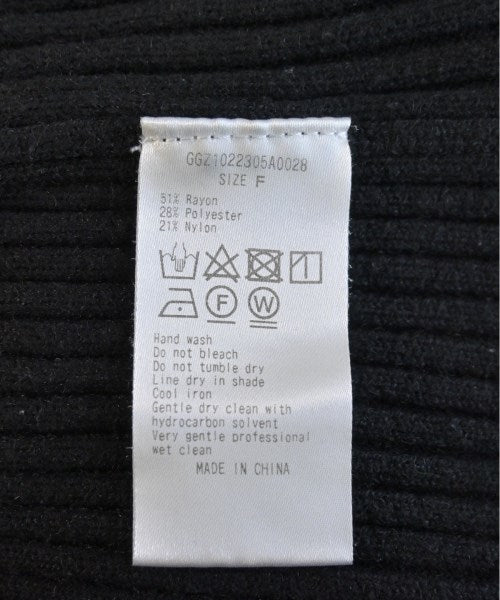 GGZ1022305A0028
SIZE F
51% Rayon
28% Polyester
21% Nylon
F W
Hand wash
Do not bleach
Do not tumble dry
Line dry in shade
Cool iron
Gentle dry clean with
hydrocarbon solvent
Very gentle professional
wet clean
MADE IN CHINA